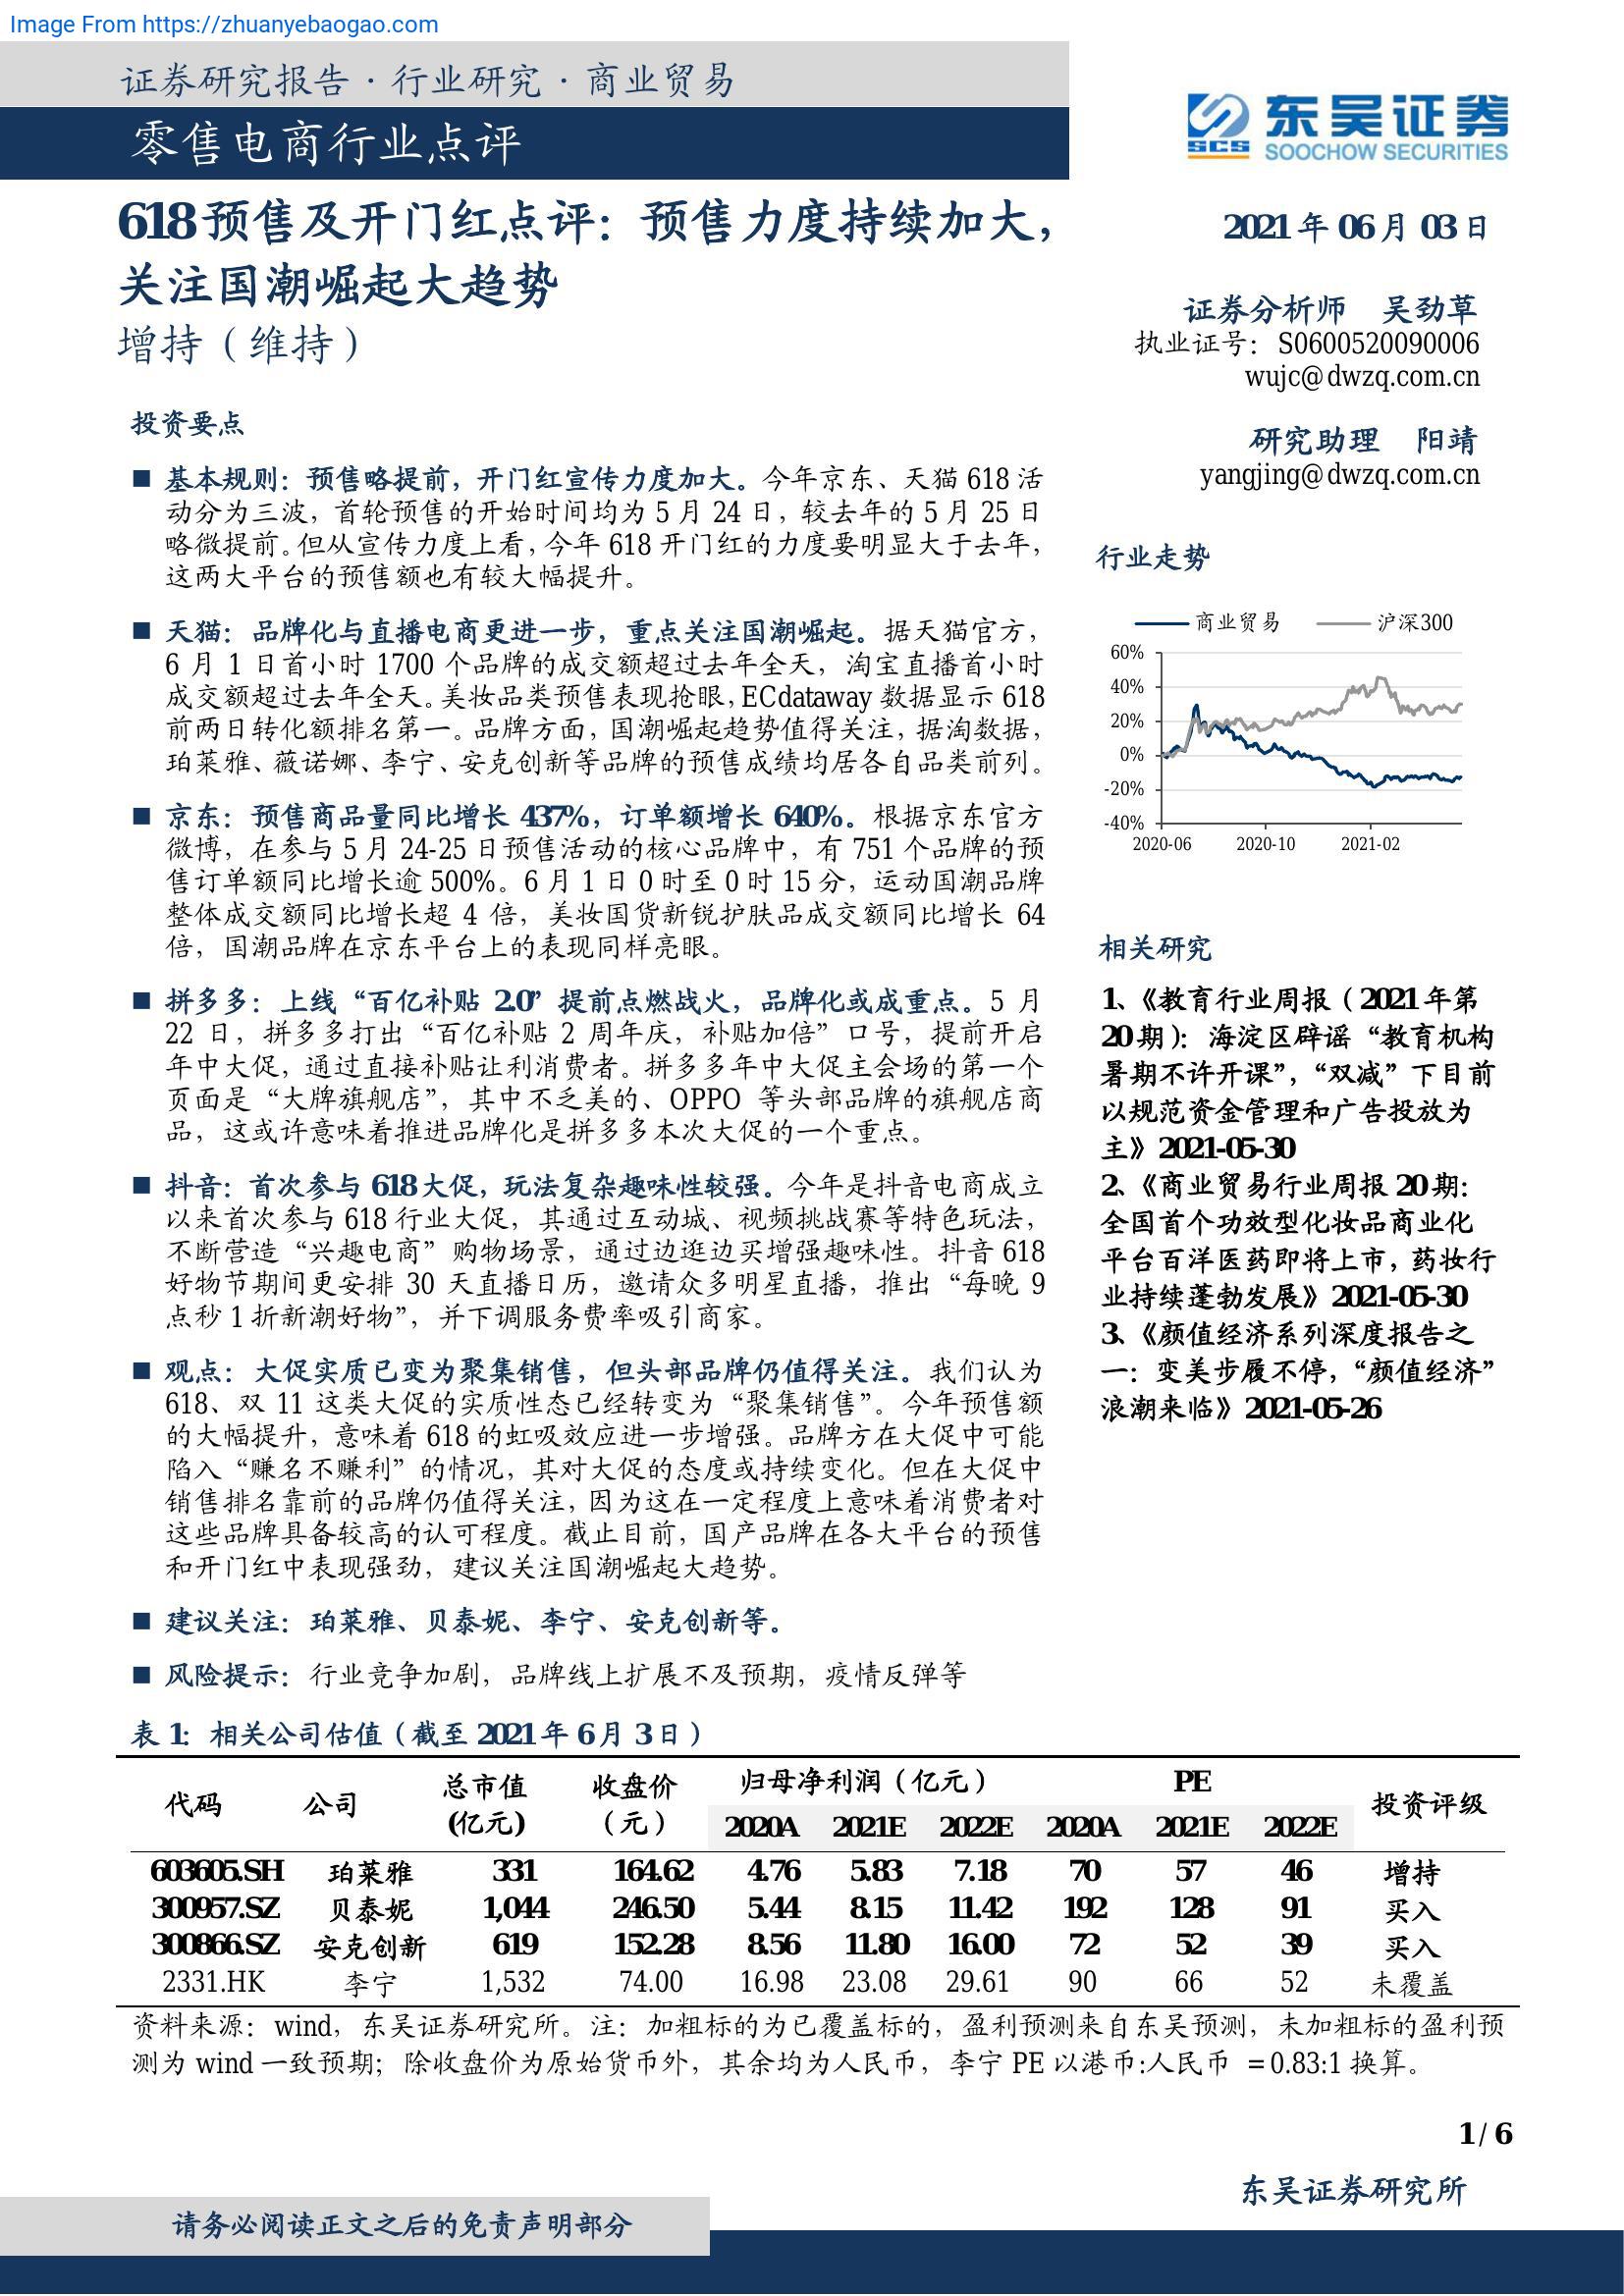 Image From https://zhuanyebaogao.com
证券研究报告·行业研究·商业贸易
零售电商行业点评
东吴证券
SCS
SOOCHOW SECURITIES
618预售及开门红点评：预售力度持续加大，
关注国潮崛起大趋势
增持（维持）
2021年06月03日
证券分析师 吴劲草
执业证号：S0600520090006
wujc@dwzq.com.cn
研究助理 阳靖
yangjing@dwzq.com.cn
投资要点
■ 基本规则：预售略提前，开门红宣传力度加大。今年京东、天猫 618 活
动分为三波，首轮预售的开始时间均为 5 月 24 日，较去年的 5 月 25 日
略微提前。但从宣传力度上看，今年 618 开门红的力度要明显大于去年，
这两大平台的预售额也有较大幅提升。
■ 天猫：品牌化与直播电商更进一步，重点关注国潮崛起。据天猫官方，
6 月 1 日首小时 1700 个品牌的成交额超过去年全天，淘宝直播首小时
成交额超过去年全天。美妆品类预售表现抢眼，ECdataway 数据显示 618
前两日转化额排名第一。品牌方面，国潮崛起趋势值得关注，据淘数据，
珀莱雅、薇诺娜、李宁、安克创新等品牌的预售成绩均居各自品类前列。
■ 京东：预售商品量同比增长 437%，订单额增长 640%。根据京东官方
微博，在参与 5 月 24-25 日预售活动的核心品牌中，有 751 个品牌的预
售订单额同比增长逾 500%。6 月 1 日 0 时至 0 时 15 分，运动国潮品牌
整体成交额同比增长超 4 倍，美妆国货新锐护肤品成交额同比增长 64
倍，国潮品牌在京东平台上的表现同样亮眼。
■ 拼多多：上线“百亿补贴 2.0”提前点燃战火，品牌化或成重点。5 月
22 日，拼多多打出“百亿补贴 2 周年庆，补贴加倍”口号，提前开启
年中大促，通过直接补贴让利消费者。拼多多年中大促主会场的第一个
页面是“大牌旗舰店”，其中不乏美的、OPPO 等头部品牌的旗舰店商
品，这或许意味着推进品牌化是拼多多本次大促的一个重点。
■ 抖音：首次参与 618 大促，玩法复杂趣味性较强。今年是抖音电商成立
以来首次参与 618 行业大促，其通过互动城、视频挑战赛等特色玩法，
不断营造“兴趣电商”购物场景，通过边逛边买增强趣味性。抖音 618
好物节期间更安排 30 天直播日历，邀请众多明星直播，推出“每晚 9
点秒 1 折新潮好物”，并下调服务费率吸引商家。
■ 观点：大促实质已变为聚集销售，但头部品牌仍值得关注。我们认为
618、双 11 这类大促的实质性态已经转变为“聚集销售”。今年预售额
的大幅提升，意味着 618 的虹吸效应进一步增强。品牌方在大促中可能
陷入“赚名不赚利”的情况，其对大促的态度或持续变化。但在大促中
销售排名靠前的品牌仍值得关注，因为这在一定程度上意味着消费者对
这些品牌具备较高的认可程度。截止目前，国产品牌在各大平台的预售
和开门红中表现强劲，建议关注国潮崛起大趋势。
■ 建议关注：珀莱雅、贝泰妮、李宁、安克创新等。
■ 风险提示：行业竞争加剧，品牌线上扩展不及预期，疫情反弹等
行业走势
商业贸易 沪深300
60%
40%
20%
0%
-20%
-40%
2020-06 2020-10 2021-02
相关研究
1、《教育行业周报（2021 年第
20 期）：海淀区辟谣“教育机构
暑期不许开课”，“双减”下目前
以规范资金管理和广告投放为
主》2021-05-30
2、《商业贸易行业周报 20 期：
全国首个功效型化妆品商业化
平台百洋医药即将上市，药妆行
业持续蓬勃发展》2021-05-30
3、《颜值经济系列深度报告之
一：变美步履不停，“颜值经济”
浪潮来临》2021-05-26
表 1：相关公司估值（截至 2021 年 6 月 3 日）
代码 公司 总市值(亿元) 收盘价（元） 归母净利润（亿元） PE 投资评级
2020A 2021E 2022E 2020A 2021E 2022E
603605.SH 珀莱雅 331 164.62 4.76 5.83 7.18 70 57 46 增持
300957.SZ 贝泰妮 1,044 246.50 5.44 8.15 11.42 192 128 91 买入
300866.SZ 安克创新 619 152.28 8.56 11.80 16.00 72 52 39 买入
2331.HK 李宁 1,532 74.00 16.98 23.08 29.61 90 66 52 未覆盖
资料来源：wind，东吴证券研究所。注：加粗标的为已覆盖标的，盈利预测来自东吴预测，未加粗标的盈利预
测为 wind 一致预期；除收盘价为原始货币外，其余均为人民币，李宁 PE 以港币:人民币 =0.83:1 换算。
1 / 6
东吴证券研究所
请务必阅读正文之后的免责声明部分